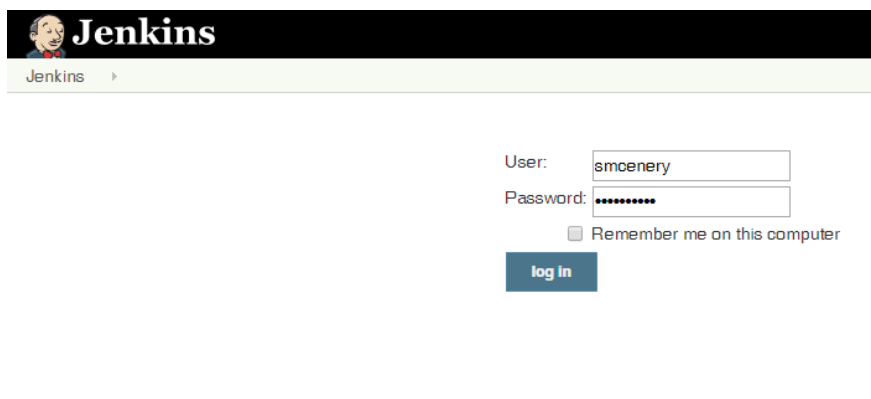 Jenkins
Jenkins
User: smcenery
Password: ••••••••••
Remember me on this computer
log in